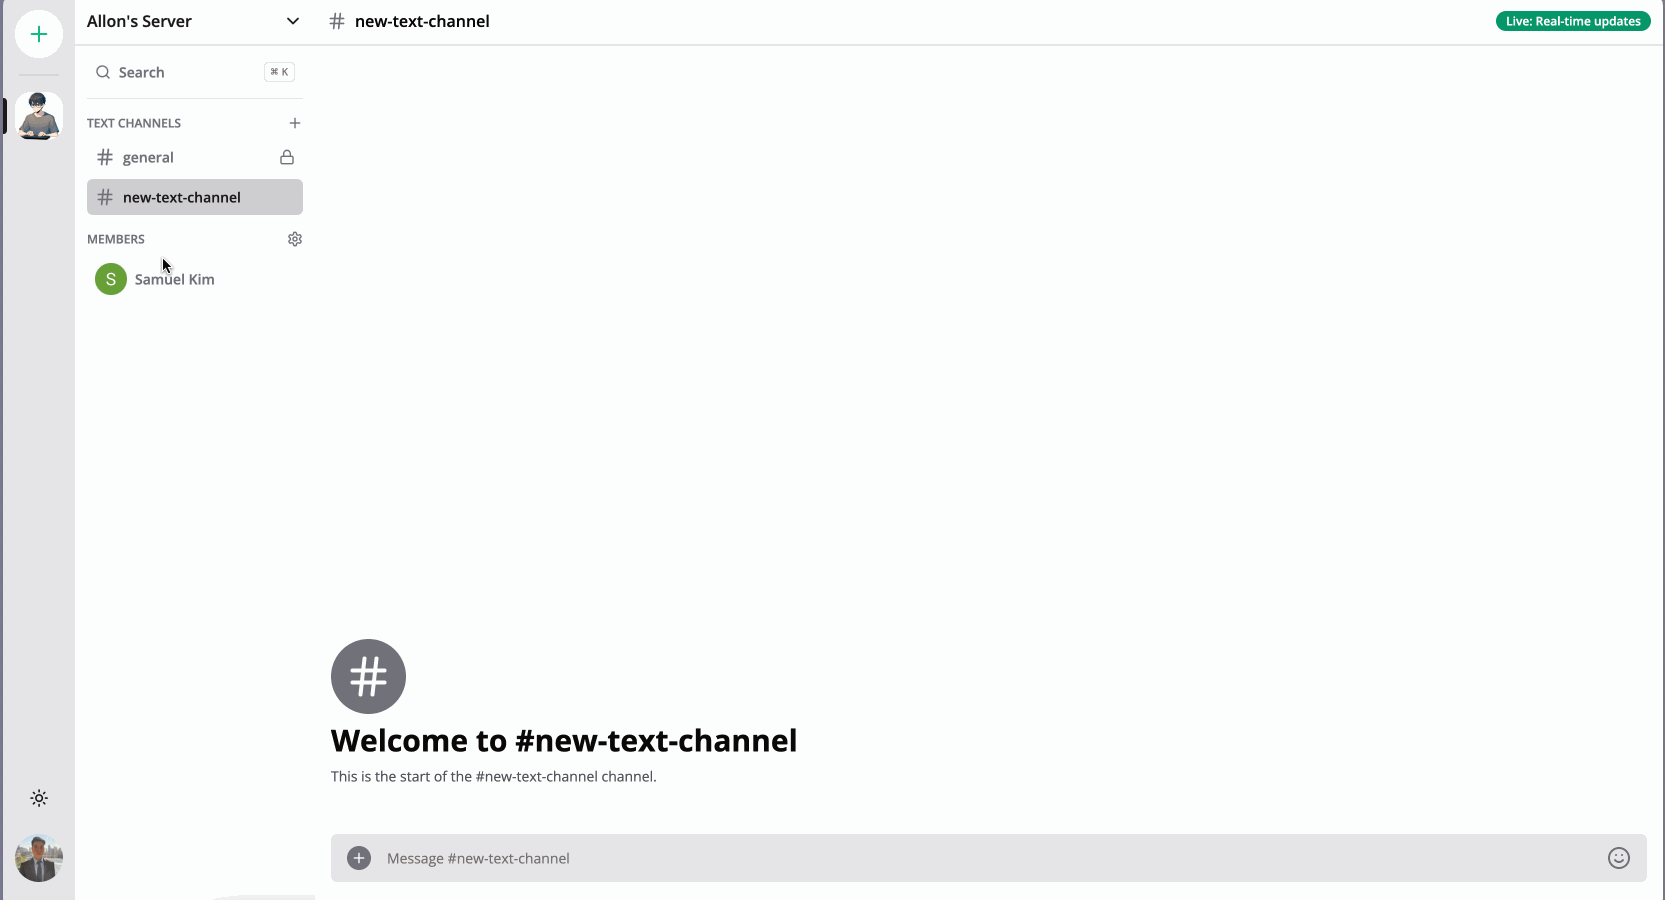 Allon's Server
# new-text-channel
Live: Real-time updates
Search
⌘ K
TEXT CHANNELS
# general
# new-text-channel
MEMBERS
S
Samuel Kim
#
Welcome to #new-text-channel
This is the start of the #new-text-channel channel.
Message #new-text-channel